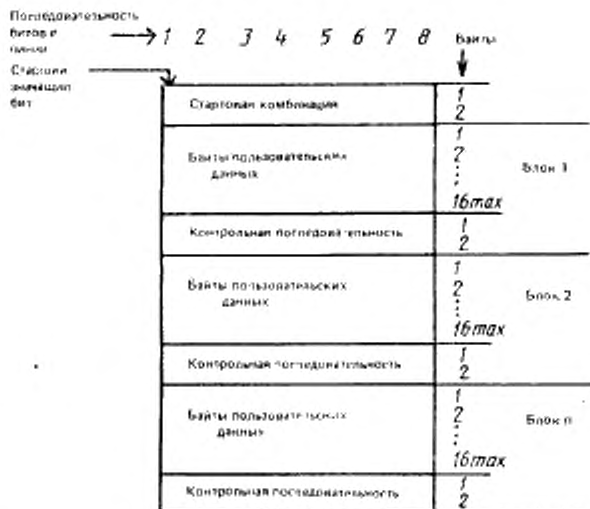 Последовательность
битов в
линии
1 2 3 4 5 6 7 8
Байты
Старший
значащий
бит
Стартовая комбинация
1
2
Байты пользовательских
данных
1
2
⋮
16max
Блок 1
Контрольная последовательность
1
2
Байты пользовательских
данных
1
2
⋮
16max
Блок 2
Контрольная последовательность
1
2
Байты пользовательских
данных
1
2
⋮
16max
Блок n
Контрольная последовательность
1
2